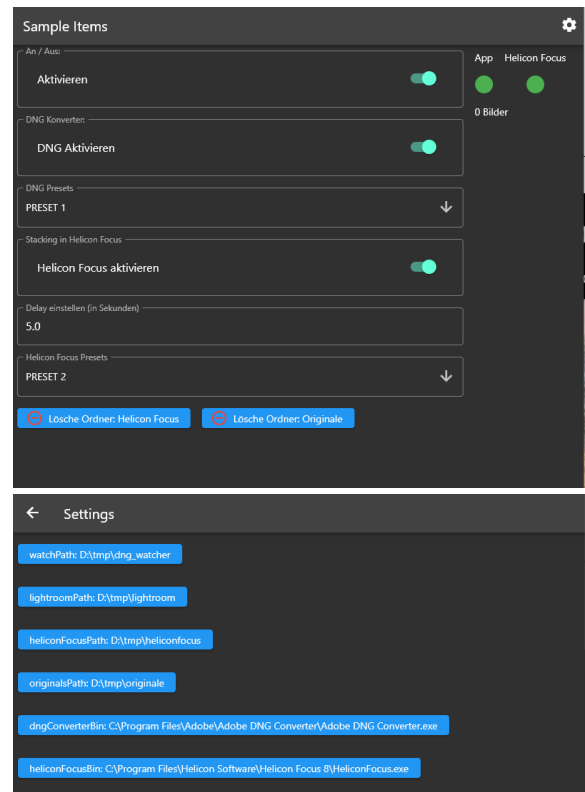 Sample Items
An / Aus:
Aktivieren
App Helicon Focus
0 Bilder
DNG Konverter:
DNG Aktivieren
DNG Presets
PRESET 1
Stacking in Helicon Focus
Helicon Focus aktivieren
Delay einstellen (in Sekunden)
5.0
Helicon Focus Presets
PRESET 2
Lösche Ordner: Helicon Focus Lösche Ordner: Originale
Settings
watchPath: D:\tmp\dng_watcher
lightroomPath: D:\tmp\lightroom
heliconFocusPath: D:\tmp\heliconfocus
originalsPath: D:\tmp\originale
dngConverterBin: C:\Program Files\Adobe\Adobe DNG Converter\Adobe DNG Converter.exe
heliconFocusBin: C:\Program Files\Helicon Software\Helicon Focus 8\HeliconFocus.exe